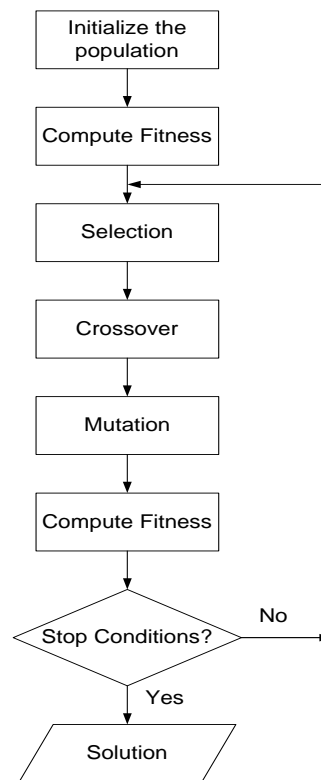 Initialize the
population
Compute Fitness
Selection
Crossover
Mutation
Compute Fitness
Stop Conditions?
No
Yes
Solution